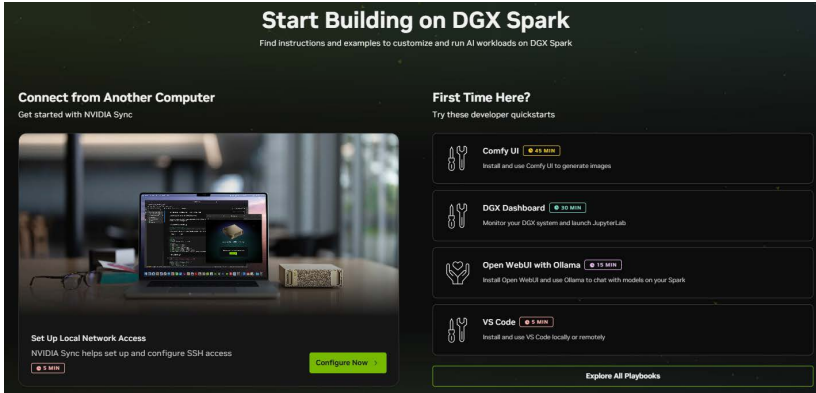 Start Building on DGX Spark
Find instructions and examples to customize and run AI workloads on DGX Spark
Connect from Another Computer
Get started with NVIDIA Sync
Set Up Local Network Access
NVIDIA Sync helps set up and configure SSH access
5 MIN
Configure Now >
First Time Here?
Try these developer quickstarts
Comfy UI 45 MIN
Install and use Comfy UI to generate images
DGX Dashboard 30 MIN
Monitor your DGX system and launch JupyterLab
Open WebUI with Ollama 15 MIN
Install Open WebUI and use Ollama to chat with models on your Spark
VS Code 5 MIN
Install and use VS Code locally or remotely
Explore All Playbooks